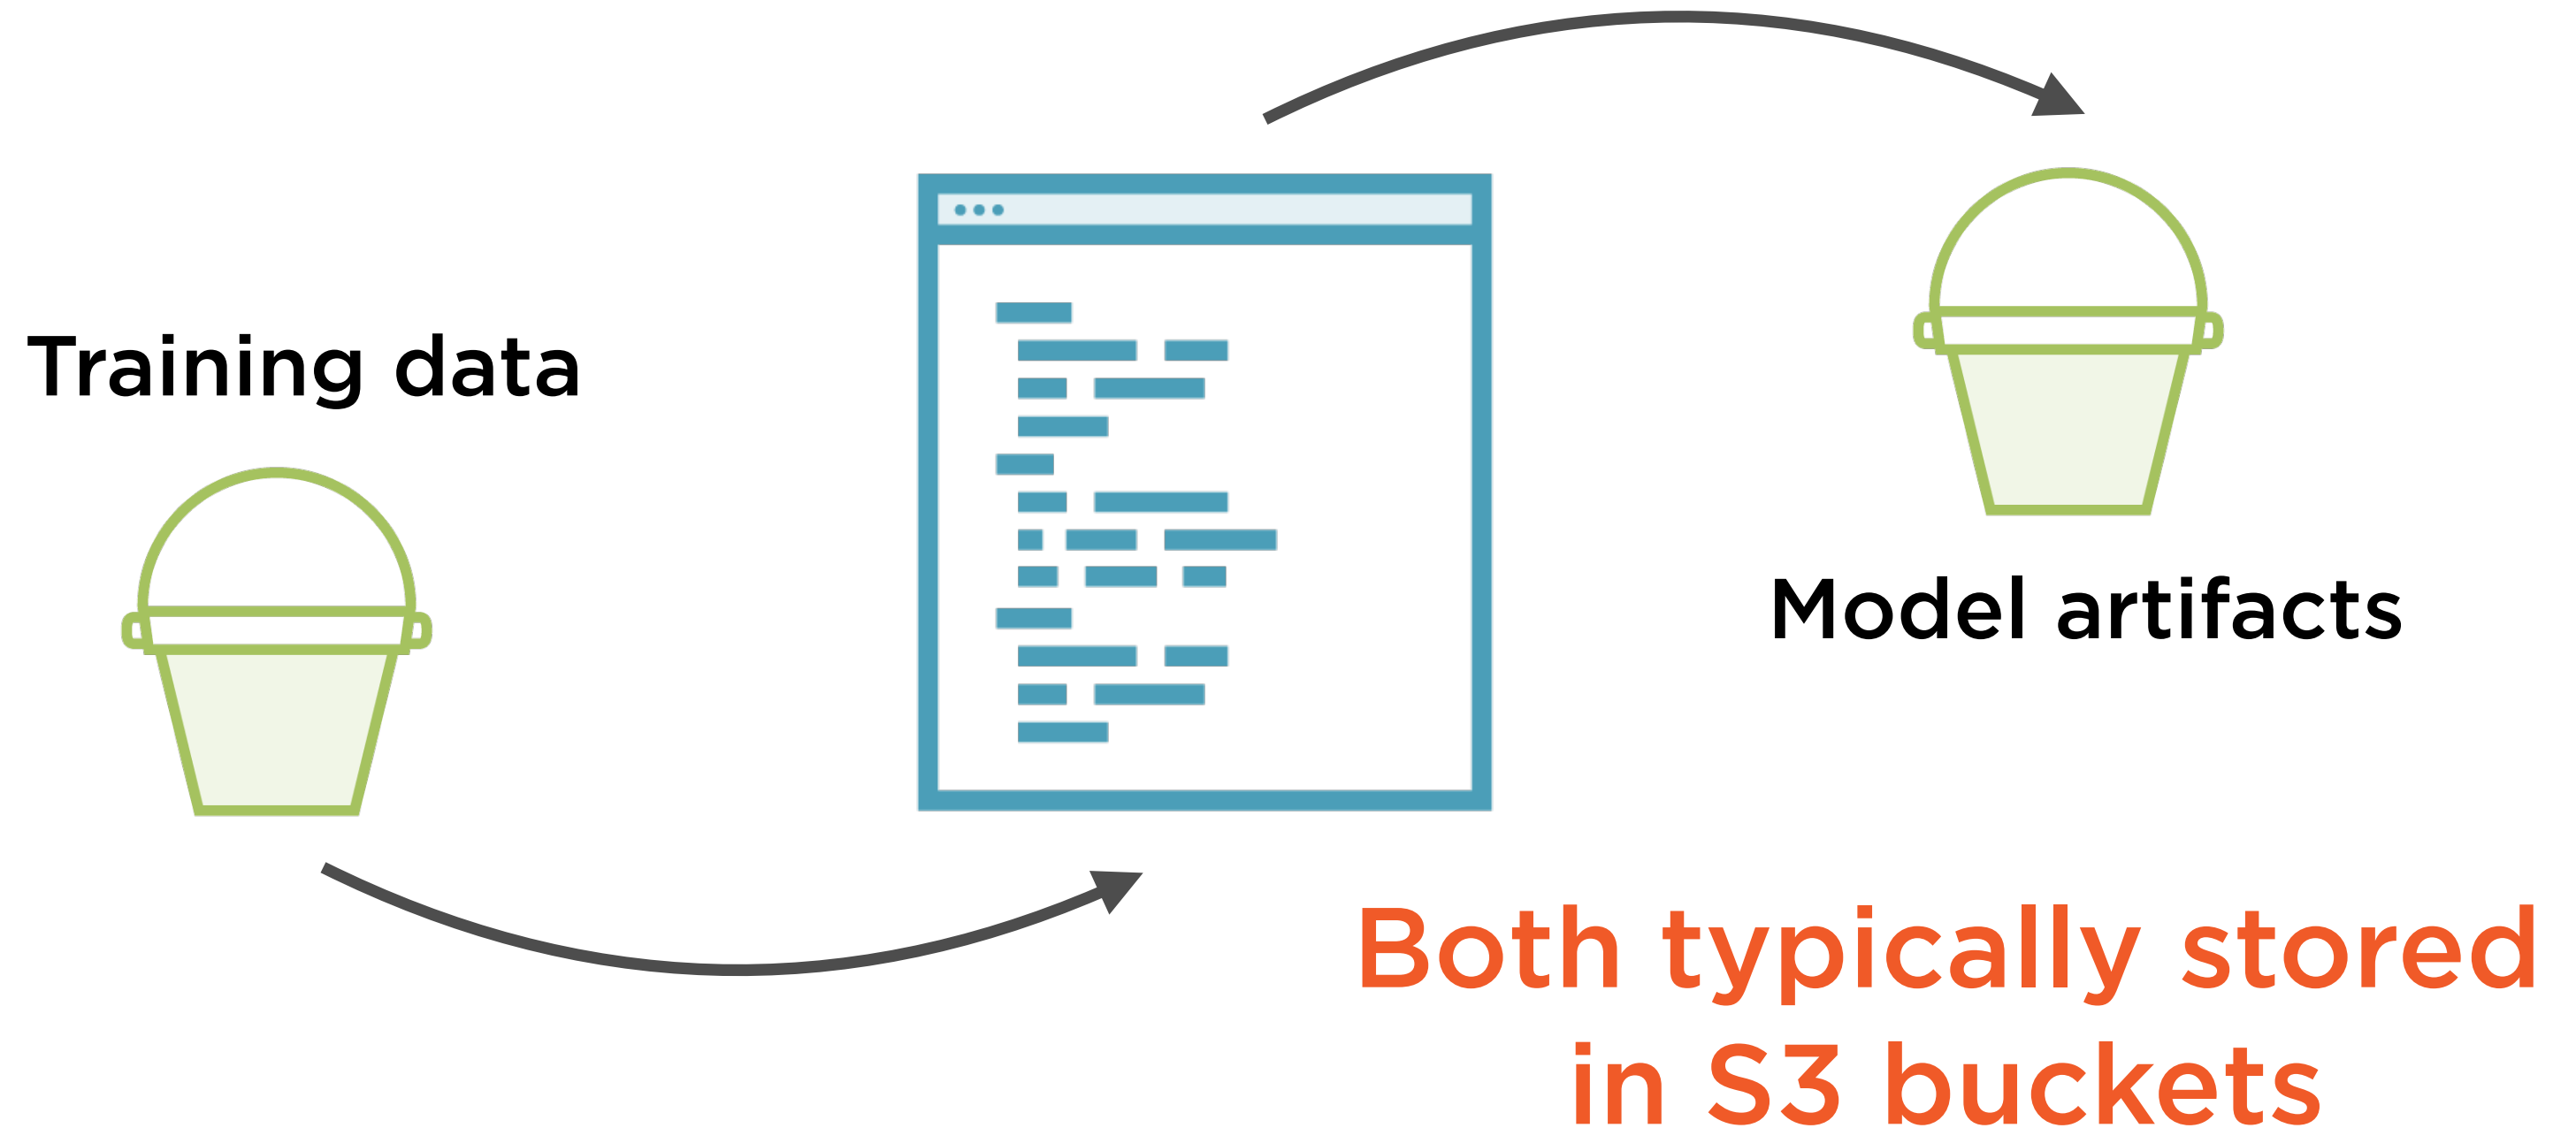 Training data
Model artifacts
Both typically stored
in S3 buckets